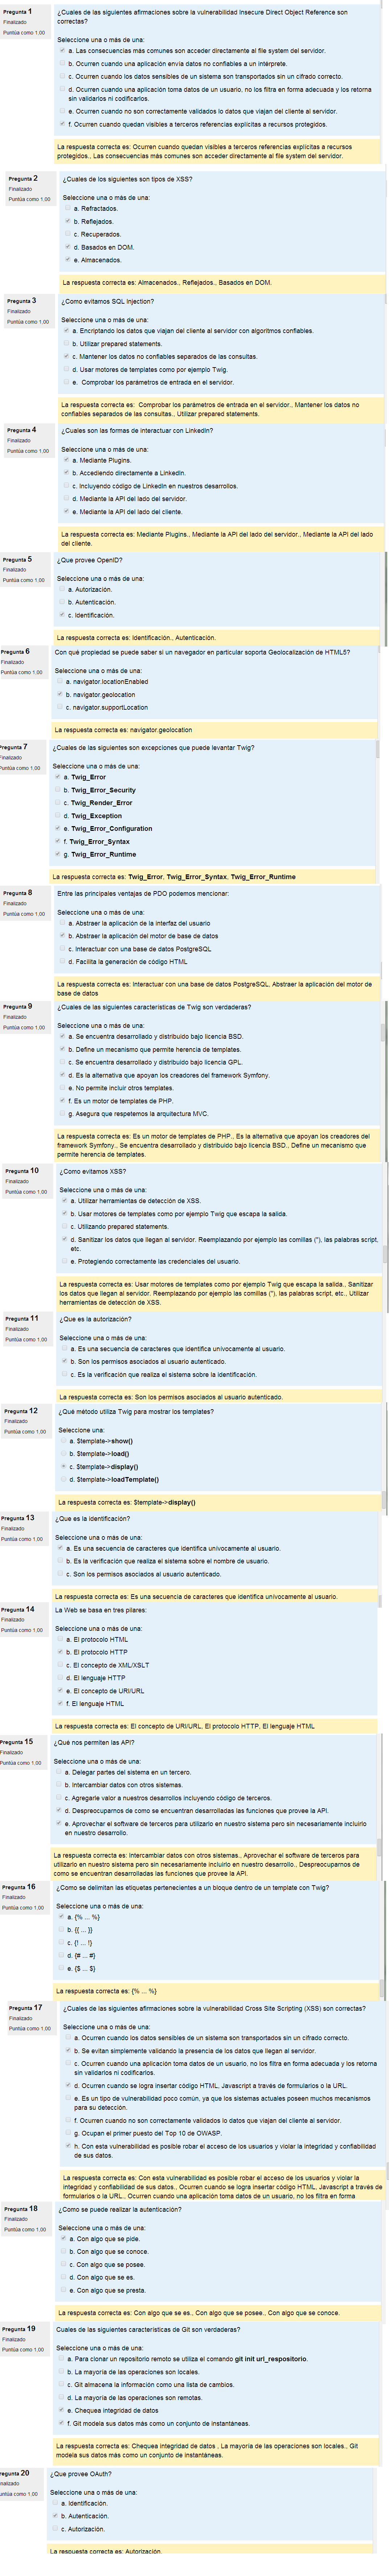 Pregunta 1
Finalizado
Puntúa como 1,00
¿Cuales de las siguientes afirmaciones sobre la vulnerabilidad Insecure Direct Object Reference son
correctas?
Seleccione una o más de una:
a. Las consecuencias más comunes son acceder directamente al file system del servidor.
b. Ocurren cuando una aplicación envía datos no confiables a un intérprete.
c. Ocurren cuando los datos sensibles de un sistema son transportados sin un cifrado correcto.
d. Ocurren cuando una aplicación toma datos de un usuario, no los filtra en forma adecuada y los retorna
sin validarlos ni codificarlos.
e. Ocurren cuando no son correctamente validados lo datos que viajan del cliente al servidor.
f. Ocurren cuando quedan visibles a terceros referencias explícitas a recursos protegidos.
La respuesta correcta es: Ocurren cuando quedan visibles a terceros referencias explícitas a recursos
protegidos., Las consecuencias más comunes son acceder directamente al file system del servidor.
Pregunta 2
Finalizado
Puntúa como 1,00
¿Cuales de los siguientes son tipos de XSS?
Seleccione una o más de una:
a. Refractados.
b. Reflejados.
c. Recuperados.
d. Basados en DOM.
e. Almacenados.
La respuesta correcta es: Almacenados., Reflejados., Basados en DOM.
Pregunta 3
Finalizado
Puntúa como 1,00
¿Como evitamos SQL Injection?
Seleccione una o más de una:
a. Encriptando los datos que viajan del cliente al servidor con algoritmos confiables.
b. Utilizar prepared statements.
c. Mantener los datos no confiables separados de las consultas.
d. Usar motores de templates como por ejemplo Twig.
e. Comprobar los parámetros de entrada en el servidor.
La respuesta correcta es: Comprobar los parámetros de entrada en el servidor., Mantener los datos no
confiables separados de las consultas., Utilizar prepared statements.
Pregunta 4
Finalizado
Puntúa como 1,00
¿Cuales son las formas de interactuar con LinkedIn?
Seleccione una o más de una:
a. Mediante Plugins.
b. Accediendo directamente a LinkedIn.
c. Incluyendo código de LinkedIn en nuestros desarrollos.
d. Mediante la API del lado del servidor.
e. Mediante la API del lado del cliente.
La respuesta correcta es: Mediante Plugins., Mediante la API del lado del servidor., Mediante la API del lado
del cliente.
Pregunta 5
Finalizado
Puntúa como 1,00
¿Que provee OpenID?
Seleccione una o más de una:
a. Autorización.
b. Autenticación.
c. Identificación.
La respuesta correcta es: Identificación., Autenticación.
Pregunta 6
Finalizado
Puntúa como 1,00
Con qué propiedad se puede saber si un navegador en particular soporta Geolocalización de HTML5?
Seleccione una o más de una:
a. navigator.locationEnabled
b. navigator.geolocation
c. navigator.supportLocation
La respuesta correcta es: navigator.geolocation
Pregunta 7
Finalizado
Puntúa como 1,00
¿Cuales de las siguientes son excepciones que puede levantar Twig?
Seleccione una o más de una:
a. Twig_Error
b. Twig_Error_Security
c. Twig_Render_Error
d. Twig_Exception
e. Twig_Error_Configuration
f. Twig_Error_Syntax
g. Twig_Error_Runtime
La respuesta correcta es: Twig_Error, Twig_Error_Syntax, Twig_Error_Runtime
Pregunta 8
Finalizado
Puntúa como 1,00
Entre las principales ventajas de PDO podemos mencionar:
Seleccione una o más de una:
a. Abstraer la aplicación de la interfaz del usuario
b. Abstraer la aplicación del motor de base de datos
c. Interactuar con una base de datos PostgreSQL
d. Facilita la generación de código HTML
La respuesta correcta es: Interactuar con una base de datos PostgreSQL, Abstraer la aplicación del motor de
base de datos
Pregunta 9
Finalizado
Puntúa como 1,00
¿Cuales de las siguientes características de Twig son verdaderas?
Seleccione una o más de una:
a. Se encuentra desarrollado y distribuido bajo licencia BSD.
b. Define un mecanismo que permite herencia de templates.
c. Se encuentra desarrollado y distribuido bajo licencia GPL.
d. Es la alternativa que apoyan los creadores del framework Symfony.
e. No permite incluir otros templates.
f. Es un motor de templates de PHP.
g. Asegura que respetemos la arquitectura MVC.
La respuesta correcta es: Es un motor de templates de PHP., Es la alternativa que apoyan los creadores del
framework Symfony., Se encuentra desarrollado y distribuido bajo licencia BSD., Define un mecanismo que
permite herencia de templates.
Pregunta 10
Finalizado
Puntúa como 1,00
¿Como evitamos XSS?
Seleccione una o más de una:
a. Utilizar herramientas de detección de XSS.
b. Usar motores de templates como por ejemplo Twig que escapa la salida.
c. Utilizando prepared statements.
d. Sanitizar los datos que llegan al servidor. Reemplazando por ejemplo las comillas ("), las palabras script,
etc.
e. Protegiendo correctamente las credenciales del usuario.
La respuesta correcta es: Usar motores de templates como por ejemplo Twig que escapa la salida., Sanitizar
los datos que llegan al servidor. Reemplazando por ejemplo las comillas ("), las palabras script, etc., Utilizar
herramientas de detección de XSS.
Pregunta 11
Finalizado
Puntúa como 1,00
¿Que es la autorización?
Seleccione una o más de una:
a. Es una secuencia de caracteres que identifica unívocamente al usuario.
b. Son los permisos asociados al usuario autenticado.
c. Es la verificación que realiza el sistema sobre la identificación.
La respuesta correcta es: Son los permisos asociados al usuario autenticado.
Pregunta 12
Finalizado
Puntúa como 1,00
¿Qué método utiliza Twig para mostrar los templates?
Seleccione una:
a. $template->show()
b. $template->load()
c. $template->display()
d. $template->loadTemplate()
La respuesta correcta es: $template->display()
Pregunta 13
Finalizado
Puntúa como 1,00
¿Que es la identificación?
Seleccione una o más de una:
a. Es una secuencia de caracteres que identifica unívocamente al usuario.
b. Es la verificación que realiza el sistema sobre el nombre de usuario.
c. Son los permisos asociados al usuario autenticado.
La respuesta correcta es: Es una secuencia de caracteres que identifica unívocamente al usuario.
Pregunta 14
Finalizado
Puntúa como 1,00
La Web se basa en tres pilares:
Seleccione una o más de una:
a. El protocolo HTML
b. El protocolo HTTP
c. El concepto de XML/XSLT
d. El lenguaje HTTP
e. El concepto de URI/URL
f. El lenguaje HTML
La respuesta correcta es: El concepto de URI/URL, El protocolo HTTP, El lenguaje HTML
Pregunta 15
Finalizado
Puntúa como 1,00
¿Qué nos permiten las API?
Seleccione una o más de una:
a. Delegar partes del sistema en un tercero.
b. Intercambiar datos con otros sistemas.
c. Agregarle valor a nuestros desarrollos incluyendo código de terceros.
d. Despreocuparnos de como se encuentran desarrolladas las funciones que provee la API.
e. Aprovechar el software de terceros para utilizarlo en nuestro sistema pero sin necesariamente incluirlo
en nuestro desarrollo.
La respuesta correcta es: Intercambiar datos con otros sistemas., Aprovechar el software de terceros para
utilizarlo en nuestro sistema pero sin necesariamente incluirlo en nuestro desarrollo., Despreocuparnos de
como se encuentran desarrolladas las funciones que provee la API.
Pregunta 16
Finalizado
Puntúa como 1,00
¿Como se delimitan las etiquetas pertenecientes a un bloque dentro de un template con Twig?
Seleccione una o más de una:
a. {% ... %}
b. {{ ... }}
c. {! ... !}
d. {# ... #}
e. {$ ... $}
La respuesta correcta es: {% ... %}
Pregunta 17
Finalizado
Puntúa como 1,00
¿Cuales de las siguientes afirmaciones sobre la vulnerabilidad Cross Site Scripting (XSS) son correctas?
Seleccione una o más de una:
a. Ocurren cuando los datos sensibles de un sistema son transportados sin un cifrado correcto.
b. Se evitan simplemente validando la presencia de los datos que llegan al servidor.
c. Ocurren cuando una aplicación toma datos de un usuario, no los filtra en forma adecuada y los retorna
sin validarlos ni codificarlos.
d. Ocurren cuando se logra insertar código HTML, Javascript a través de formularios o la URL.
e. Es un tipo de vulnerabilidad poco común, ya que los sistemas actuales poseen muchos mecanismos
para su detección.
f. Ocurren cuando no son correctamente validados lo datos que viajan del cliente al servidor.
g. Ocupan el primer puesto del Top 10 de OWASP.
h. Con esta vulnerabilidad es posible robar el acceso de los usuarios y violar la integridad y confiabilidad
de sus datos.
La respuesta correcta es: Con esta vulnerabilidad es posible robar el acceso de los usuarios y violar la
integridad y confiabilidad de sus datos., Ocurren cuando se logra insertar código HTML, Javascript a través de
formularios o la URL., Ocurren cuando una aplicación toma datos de un usuario, no los filtra en forma
Pregunta 18
Finalizado
Puntúa como 1,00
¿Como se puede realizar la autenticación?
Seleccione una o más de una:
a. Con algo que se pide.
b. Con algo que se conoce.
c. Con algo que se posee.
d. Con algo que se es.
e. Con algo que se presta.
La respuesta correcta es: Con algo que se es., Con algo que se posee., Con algo que se conoce.
Pregunta 19
Finalizado
Puntúa como 1,00
Cuales de las siguientes características de Git son verdaderas?
Seleccione una o más de una:
a. Para clonar un repositorio remoto se utiliza el comando git init url_respositorio.
b. La mayoría de las operaciones son locales.
c. Git almacena la información como una lista de cambios.
d. La mayoría de las operaciones son remotas.
e. Chequea integridad de datos
f. Git modela sus datos más como un conjunto de instantáneas.
La respuesta correcta es: Chequea integridad de datos , La mayoría de las operaciones son locales., Git
modela sus datos más como un conjunto de instantáneas.
regunta 20
nalizado
untúa como 1,00
¿Que provee OAuth?
Seleccione una o más de una:
a. Identificación.
b. Autenticación.
c. Autorización.
La respuesta correcta es: Autorización.